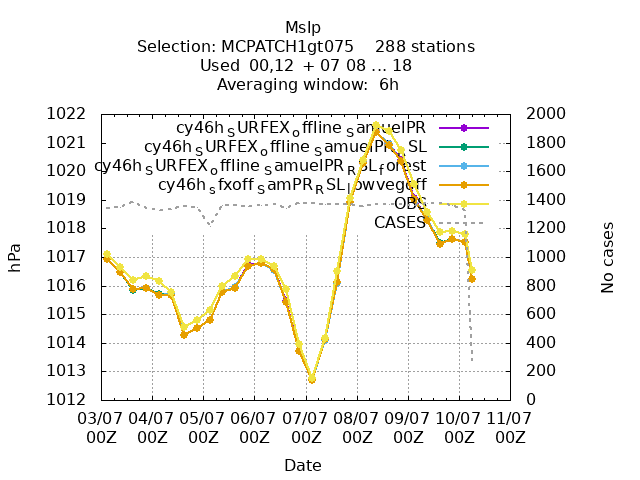 Mslp
Selection: MCPATCH1gt075    288 stations
Used  00,12  + 07 08 ... 18
Averaging window:  6h
1022 2000
cy46h_SURFEX_offline_SamuelPR
1021 1800
cy46h_SURFEX_offline_SamuelPR_RSL
1020 1600
cy46h_SURFEX_offline_SamuelPR_RSL_forest
cy46h_sfxoff_SamPR_RSL_lowvegoff
1019 1400
OBS
CASES
1018 1200
1017 1000
hPa No cases
1016 800
1015 600
1014 400
1013 200
1012 0
03/07 04/07 05/07 06/07 07/07 08/07 09/07 10/07 11/07
00Z 00Z 00Z 00Z 00Z 00Z 00Z 00Z 00Z
Date